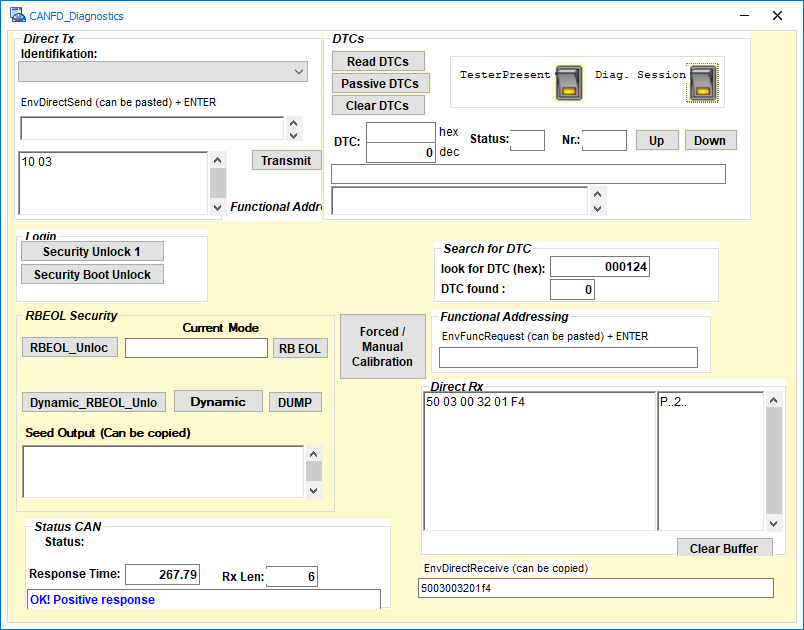 CANFD_Diagnostics
Direct Tx
Identifikation:
EnvDirectSend (can be pasted) + ENTER
10 03
Transmit
Functional Addr
DTCs
Read DTCs
Passive DTCs
Clear DTCs
TesterPresent
Diag. Session
DTC:
hex
0 dec
Status:
Nr.:
Up
Down
Login
Security Unlock 1
Security Boot Unlock
Search for DTC
look for DTC (hex): 000124
DTC found : 0
RBEOL Security
Current Mode
RBEOL_Unloc
RB EOL
Dynamic_RBEOL_Unlo
Dynamic
DUMP
Seed Output (Can be copied)
Forced /
Manual
Calibration
Functional Addressing
EnvFuncRequest (can be pasted) + ENTER
Direct Rx
50 03 00 32 01 F4
P..2..
Clear Buffer
EnvDirectReceive (can be copied)
5003003201f4
Status CAN
Status:
Response Time: 267.79
Rx Len: 6
OK! Positive response